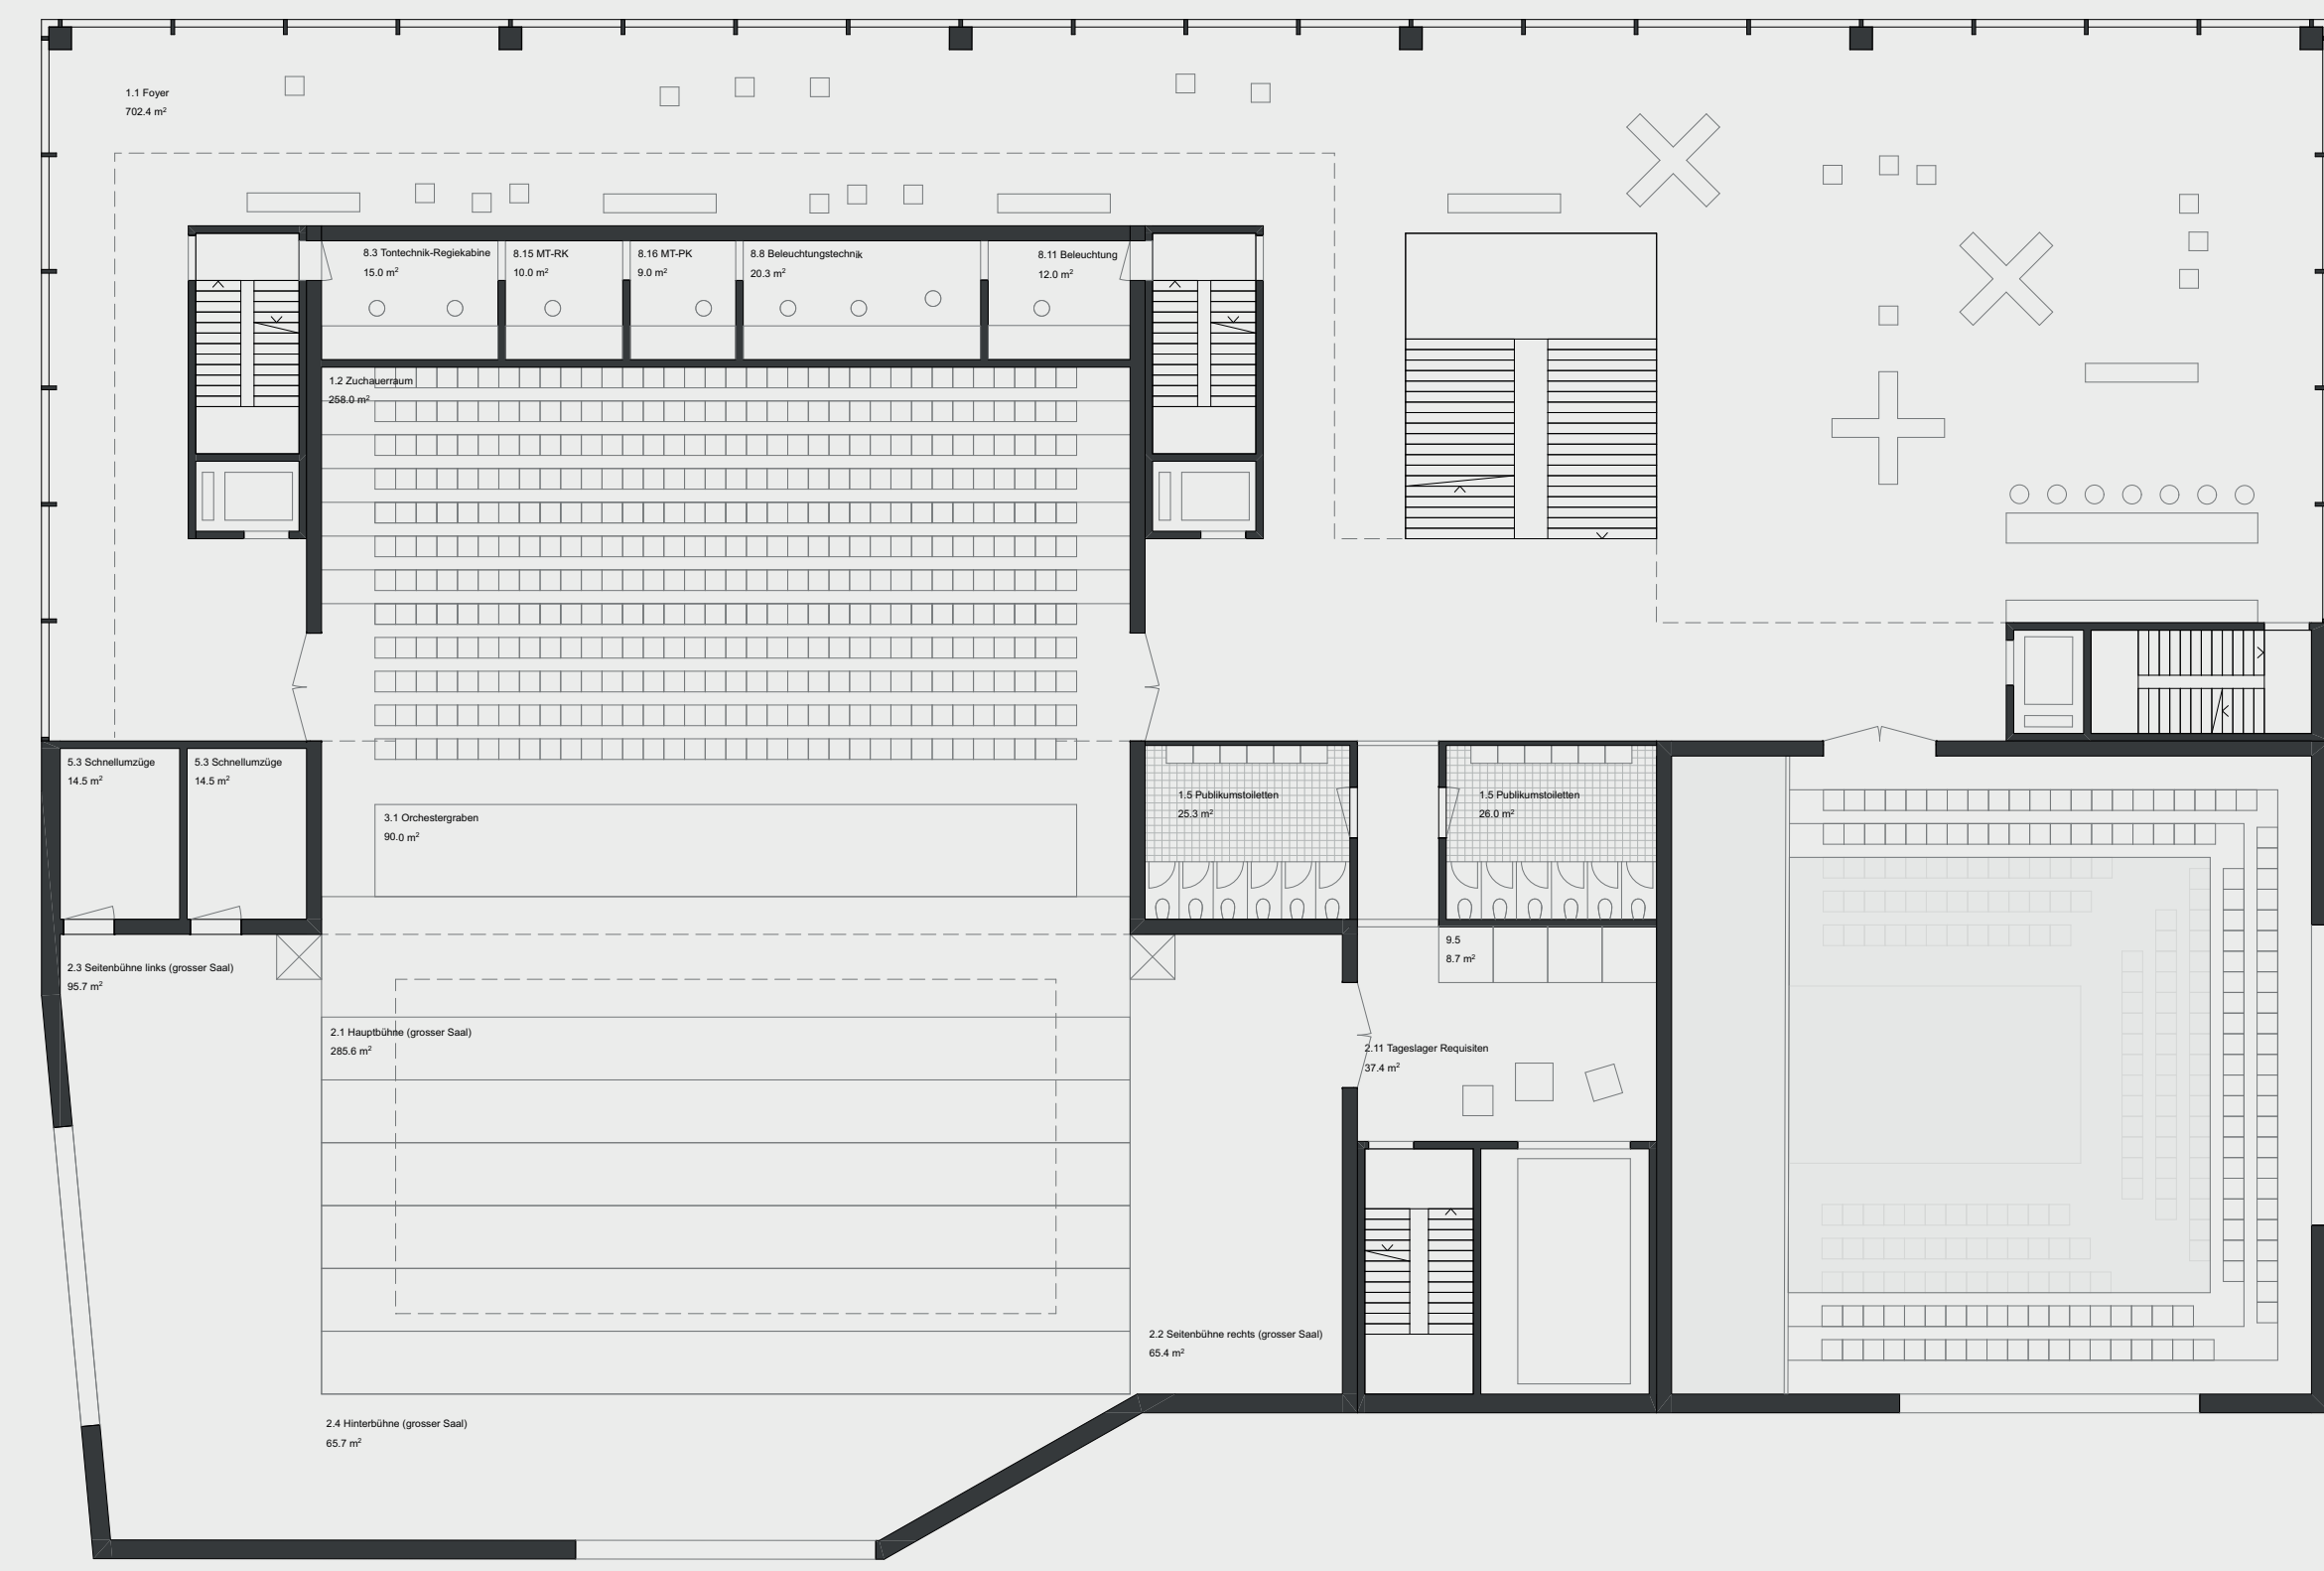 1.1 Foyer
702.4 m²
8.3 Tontechnik-Regiekabine
15.0 m²
8.15 MT-RK
10.0 m²
8.16 MT-PK
9.0 m²
8.8 Beleuchtungstechnik
20.3 m²
8.11 Beleuchtung
12.0 m²
1.2 Zuchauerraum
258.0 m²
5.3 Schnellumzüge
14.5 m²
5.3 Schnellumzüge
14.5 m²
3.1 Orchestergraben
90.0 m²
1.5 Publikumstoiletten
25.3 m²
1.5 Publikumstoiletten
26.0 m²
9.5
8.7 m²
2.3 Seitenbühne links (grosser Saal)
95.7 m²
2.1 Hauptbühne (grosser Saal)
285.6 m²
2.11 Tageslager Requisiten
37.4 m²
2.2 Seitenbühne rechts (grosser Saal)
65.4 m²
2.4 Hinterbühne (grosser Saal)
65.7 m²